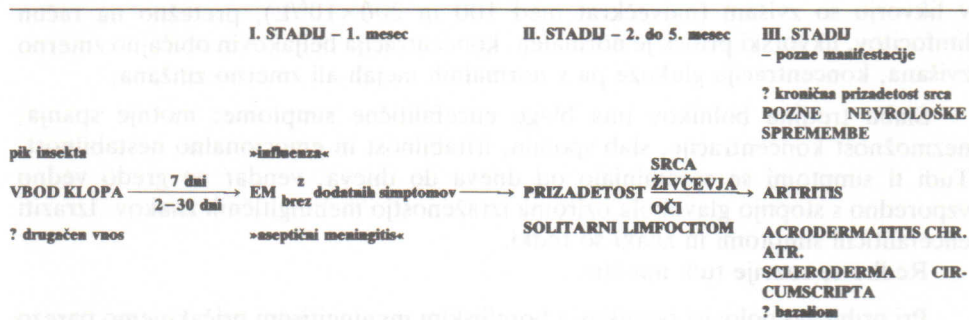 I. STADIJ – 1. mesec
II. STADIJ – 2. do 5. mesec
III. STADIJ
– pozne manifestacije
? kronična prizadetost srca
POZNE NEVROLOŠKE
SPREMEMBE
pik insekta
»influenza«
VBOD KLOPA
7 dni
2–30 dni
EM
z
brez
dodatnih simptomov
PRIZADETOST
SRCA
ŽIVČEVJA
OČI
ARTRITIS
? drugačen vnos
»aseptični meningitis«
SOLITARNI LIMFOCITOM
ACRODERMATITIS CHR.
ATR.
SCLERODERMA CIR-
CUMSCRIPTA
? bazaliom